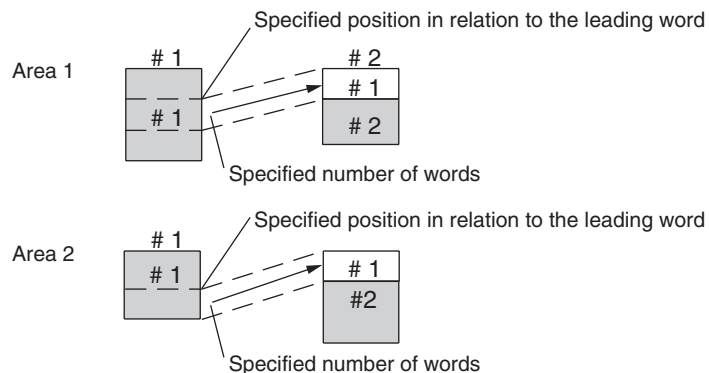 Specified position in relation to the leading word
Area 1
# 1
# 2
# 1
# 1
# 2
Specified number of words
Specified position in relation to the leading word
Area 2
# 1
# 1
# 1
#2
Specified number of words